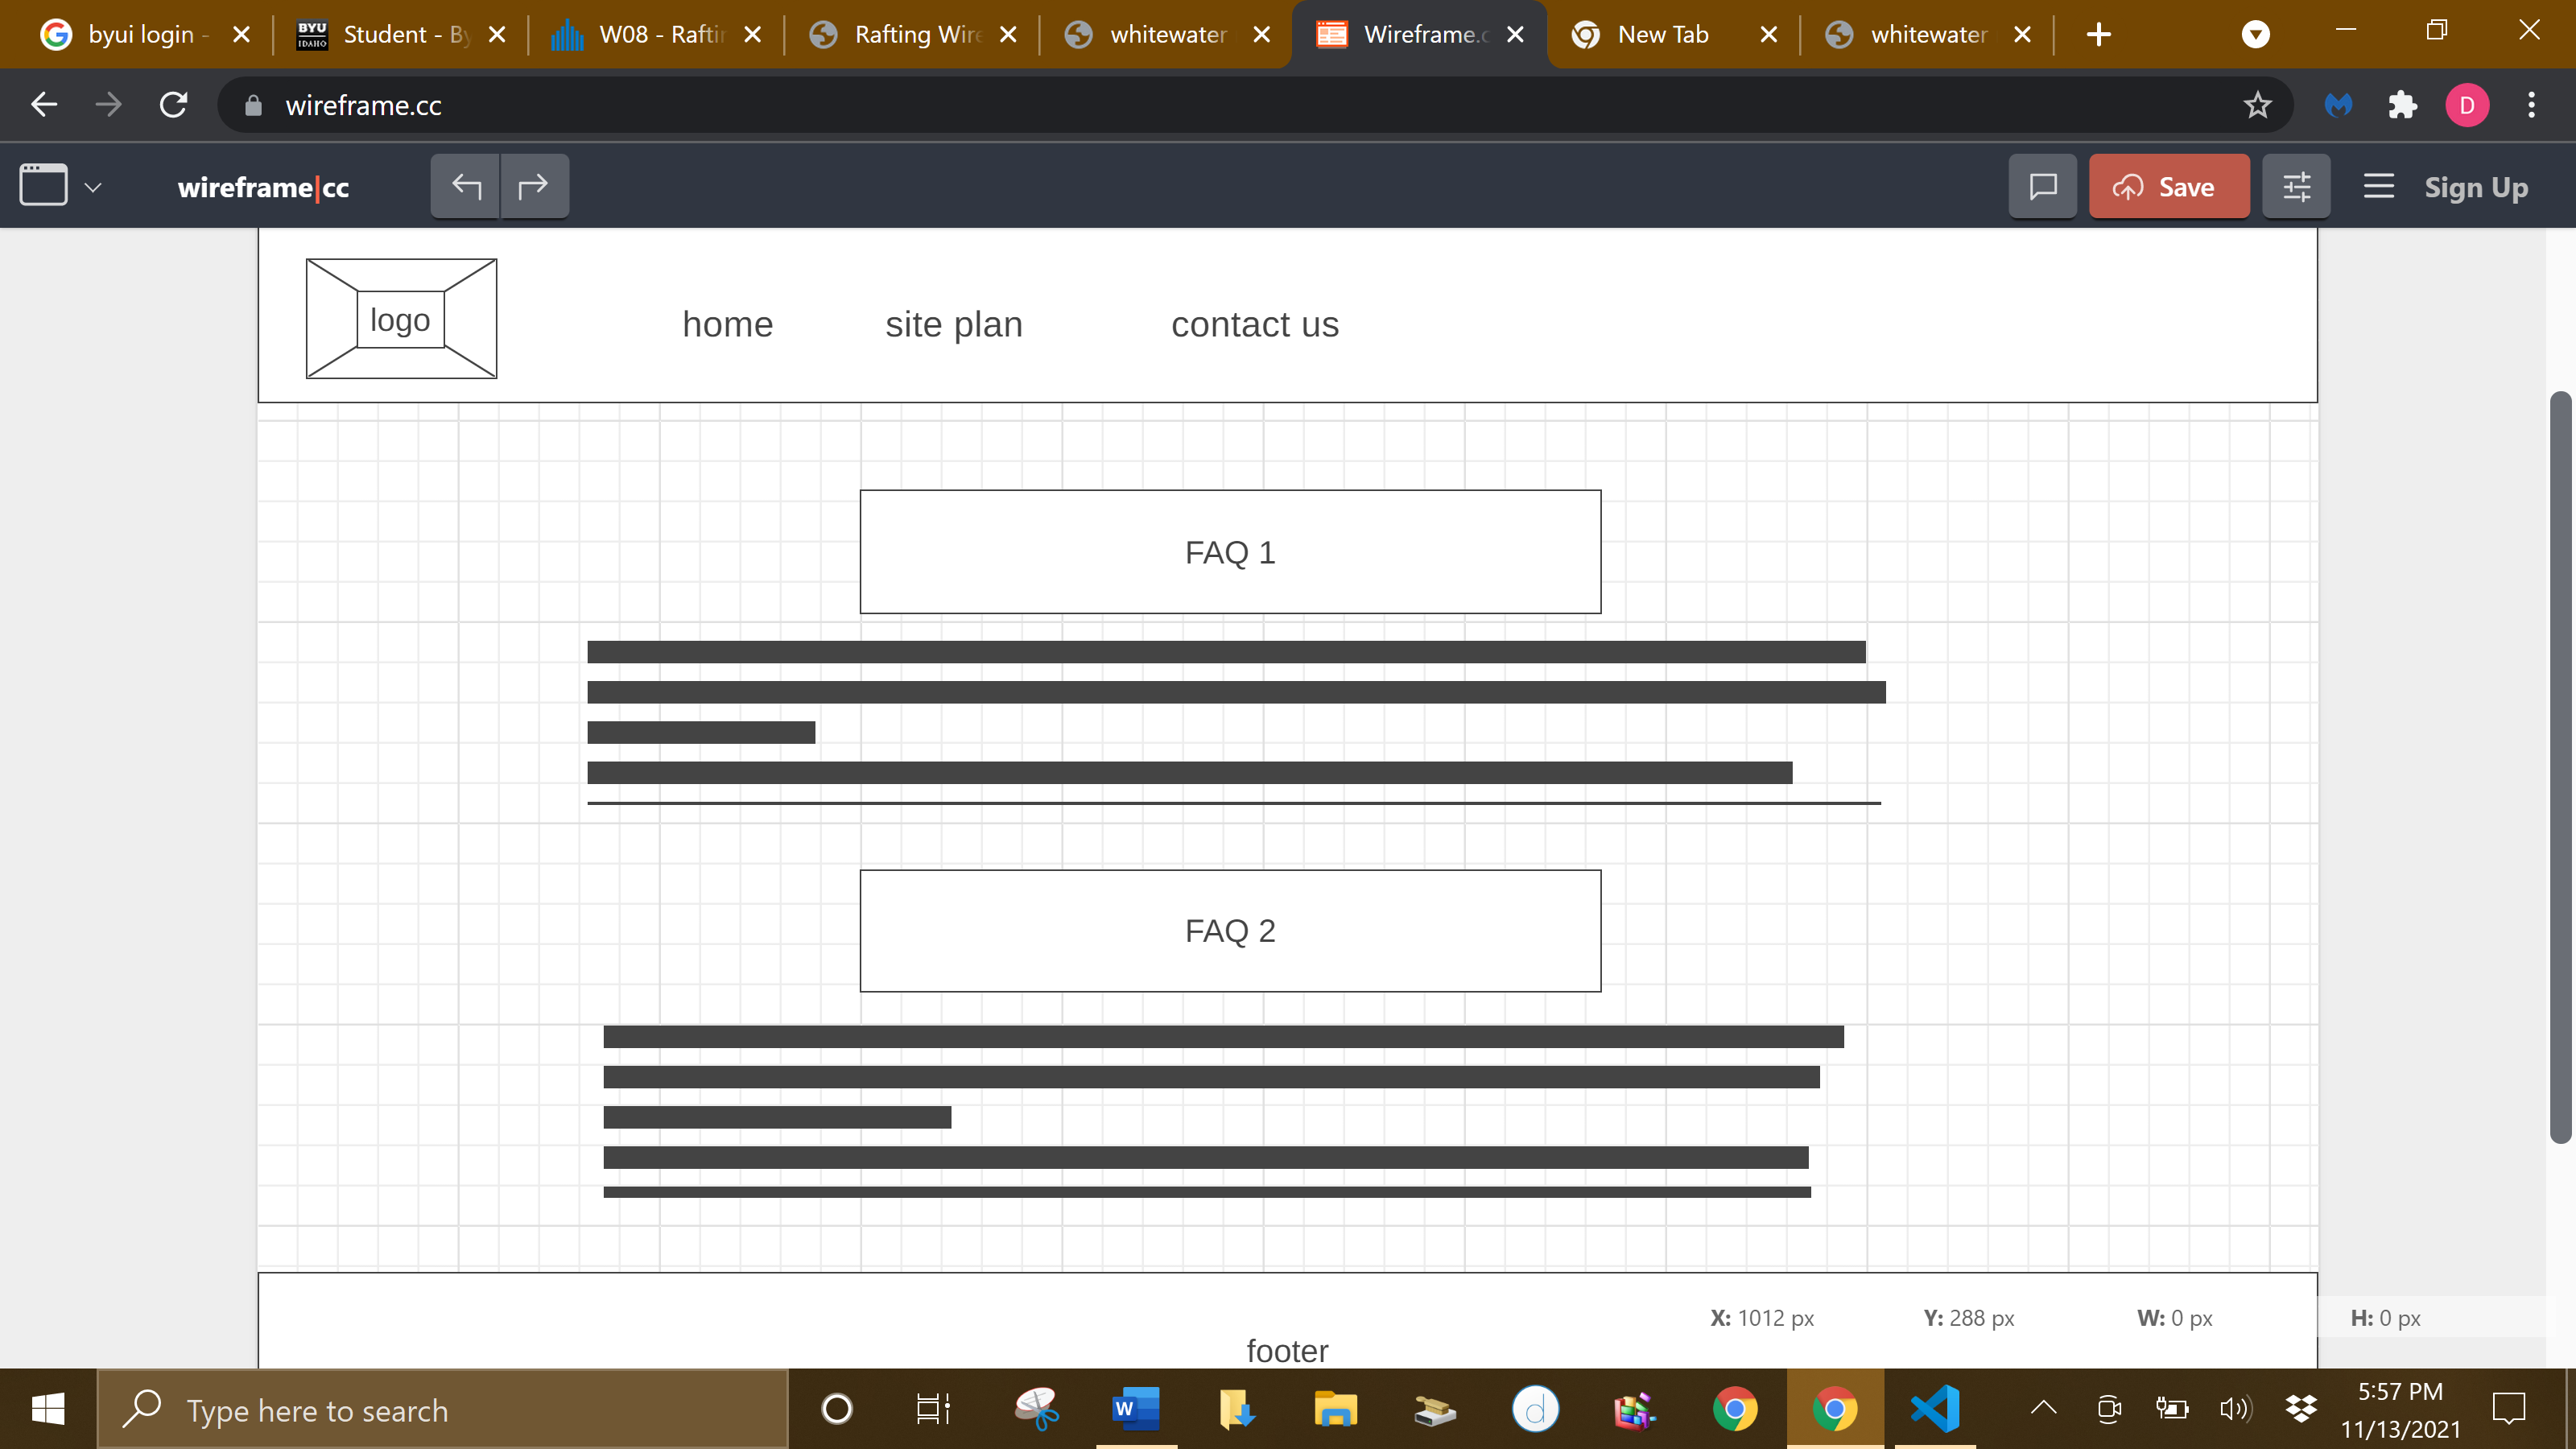 byui login -
BYU IDAHO Student - By
W08 - Rafti
Rafting Wire
whitewater
Wireframe.c
New Tab
whitewater
wireframe.cc
D
wireframe|cc
Save
Sign Up
logo
home
site plan
contact us
FAQ 1
FAQ 2
X: 1012 px Y: 288 px W: 0 px H: 0 px
footer
Type here to search
W
d
5:57 PM
11/13/2021